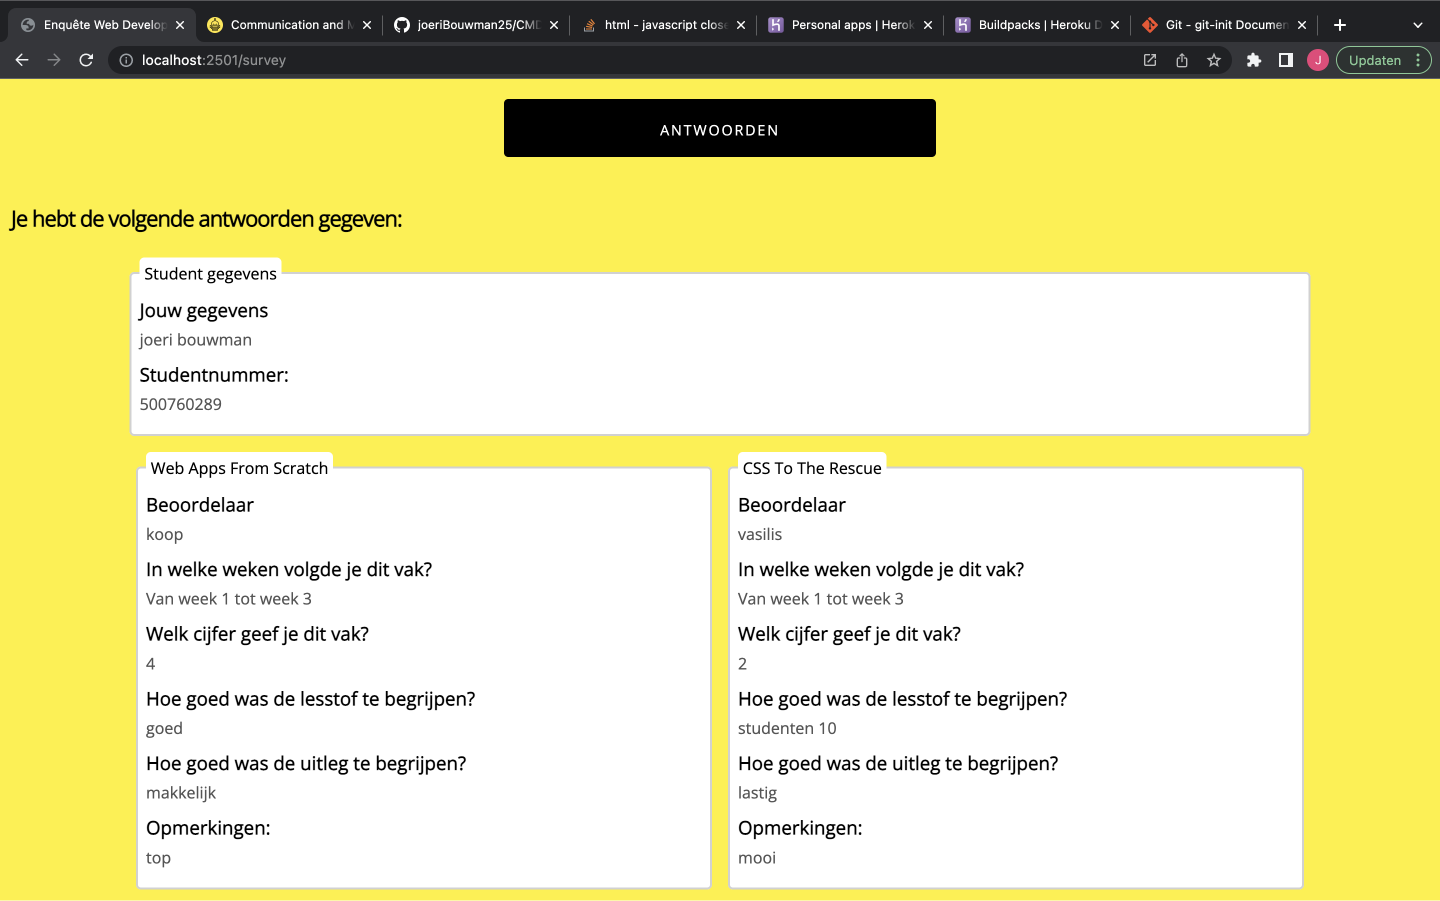 Enquête Web Develop
Communication and
joeriBouwman25/CMD
html - javascript close
Personal apps | Herok
Buildpacks | Heroku D
Git - git-init Documen
localhost:2501/survey
J
Updaten
ANTWOORDEN
Je hebt de volgende antwoorden gegeven:
Student gegevens
Jouw gegevens
joeri bouwman
Studentnummer:
500760289
Web Apps From Scratch
Beoordelaar
koop
In welke weken volgde je dit vak?
Van week 1 tot week 3
Welk cijfer geef je dit vak?
4
Hoe goed was de lesstof te begrijpen?
goed
Hoe goed was de uitleg te begrijpen?
makkelijk
Opmerkingen:
top
CSS To The Rescue
Beoordelaar
vasilis
In welke weken volgde je dit vak?
Van week 1 tot week 3
Welk cijfer geef je dit vak?
2
Hoe goed was de lesstof te begrijpen?
studenten 10
Hoe goed was de uitleg te begrijpen?
lastig
Opmerkingen:
mooi